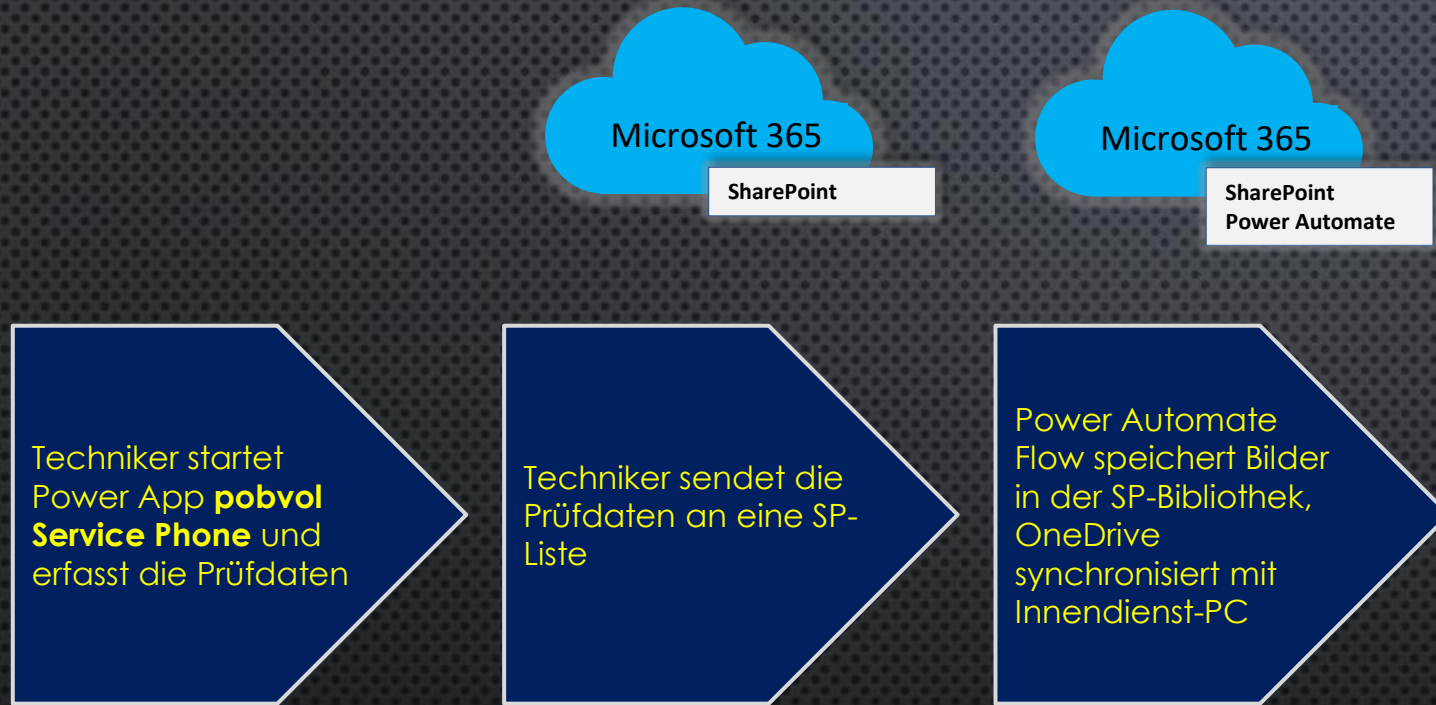 Microsoft 365
SharePoint
Microsoft 365
SharePoint
Power Automate
Techniker startet
Power App pobvol
Service Phone und
erfasst die Prüfdaten
Techniker sendet die
Prüfdaten an eine SP-
Liste
Power Automate
Flow speichert Bilder
in der SP-Bibliothek,
OneDrive
synchronisiert mit
Innendienst-PC